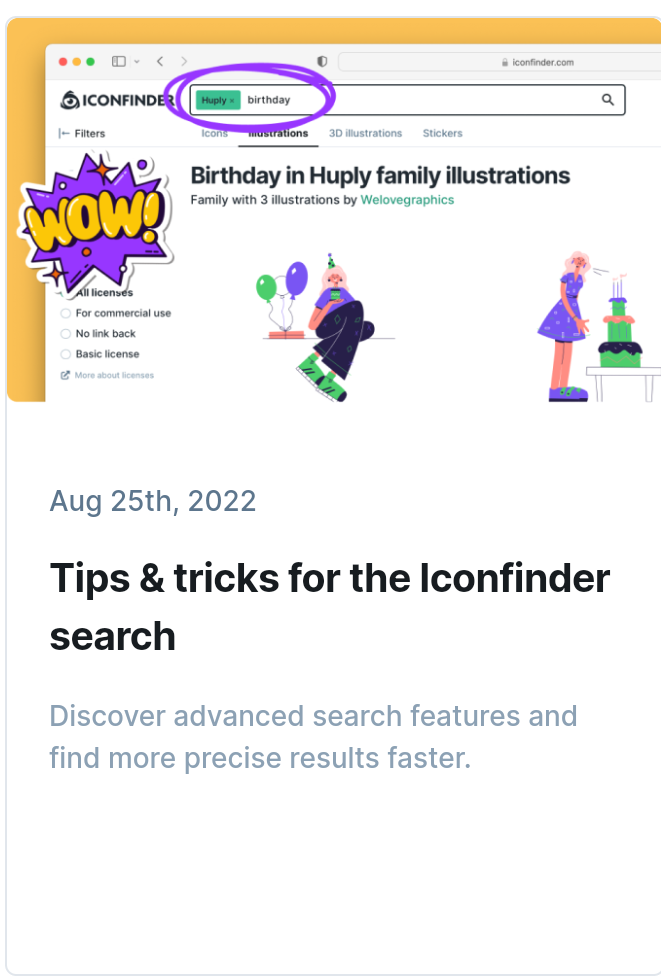 iconfinder.com
ICONFINDER
Huply × birthday
Filters
Icons Illustrations 3D illustrations Stickers
Birthday in Huply family illustrations
Family with 3 illustrations by Welovegraphics
WOW!
All licenses
For commercial use
No link back
Basic license
More about licenses
Aug 25th, 2022
Tips & tricks for the Iconfinder
search
Discover advanced search features and
find more precise results faster.